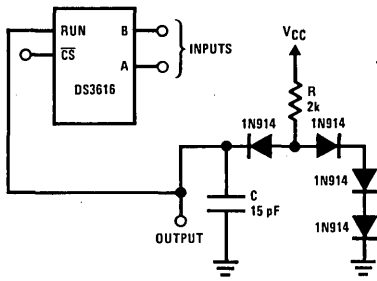 RUN
B
INPUTS
CS
A
DS3616
VCC
R
2k
1N914
1N914
1N914
1N914
C
15 pF
OUTPUT